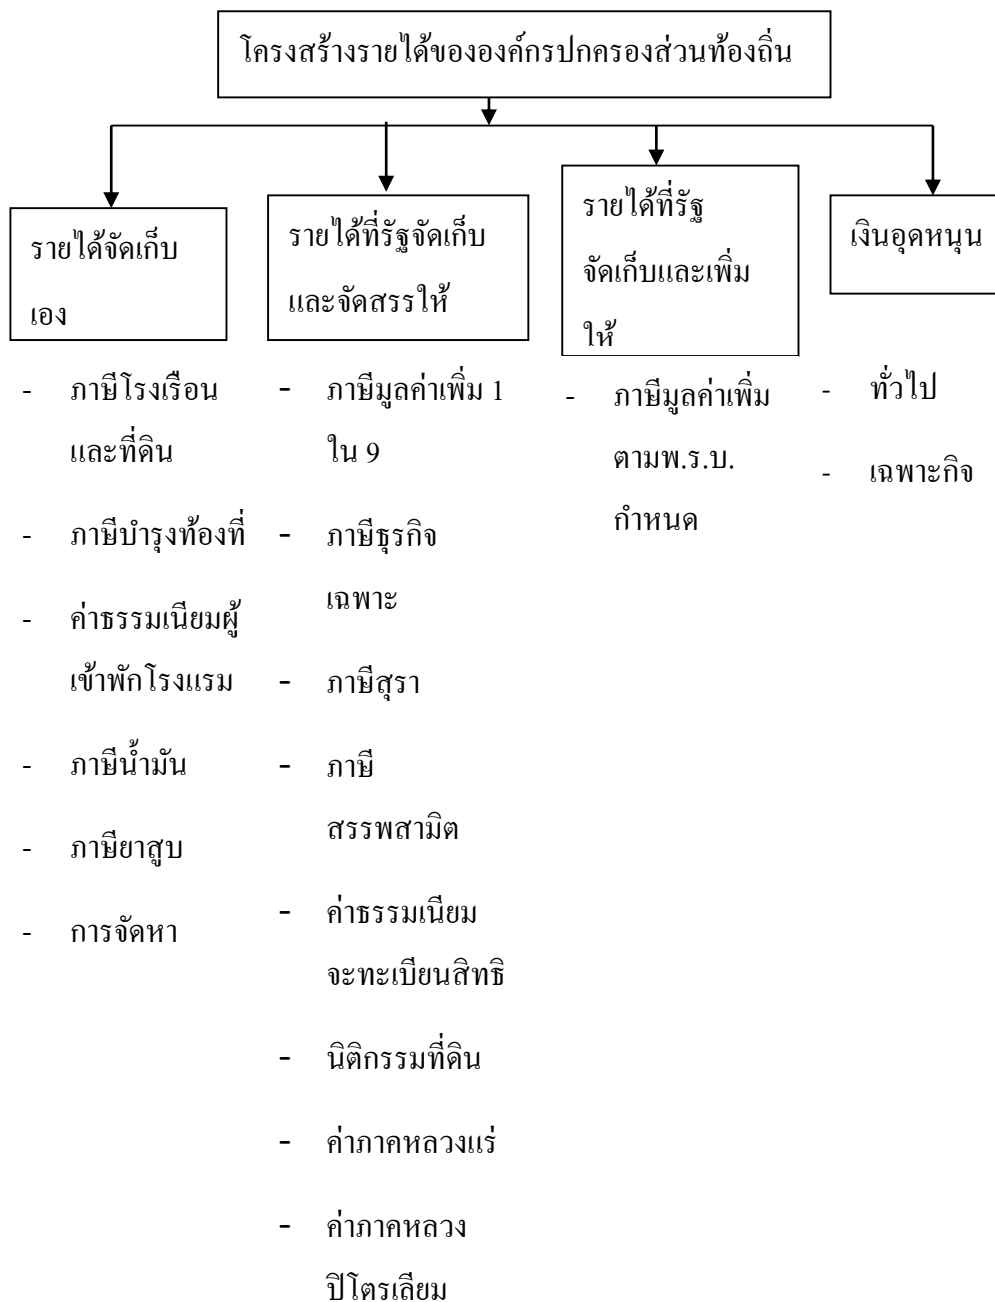 โครงสร้างรายได้ขององค์กรปกครองส่วนท้องถิ่น
รายได้จัดเก็บ
เอง
- ภาษีโรงเรือน
และที่ดิน
- ภาษีบำรุงท้องที่
- ค่าธรรมเนียมผู้
เข้าพักโรงแรม
- ภาษีน้ำมัน
- ภาษียาสูบ
- การจัดหา
รายได้ที่รัฐจัดเก็บ
และจัดสรรให้
- ภาษีมูลค่าเพิ่ม 1
ใน 9
- ภาษีธุรกิจ
เฉพาะ
- ภาษีสุรา
- ภาษี
สรรพสามิต
- ค่าธรรมเนียม
จะทะเบียนสิทธิ
- นิติกรรมที่ดิน
- ค่าภาคหลวงแร่
- ค่าภาคหลวง
ปิโตรเลียม
รายได้ที่รัฐ
จัดเก็บและเพิ่ม
ให้
- ภาษีมูลค่าเพิ่ม
ตามพ.ร.บ.
กำหนด
เงินอุดหนุน
- ทั่วไป
- เฉพาะกิจ